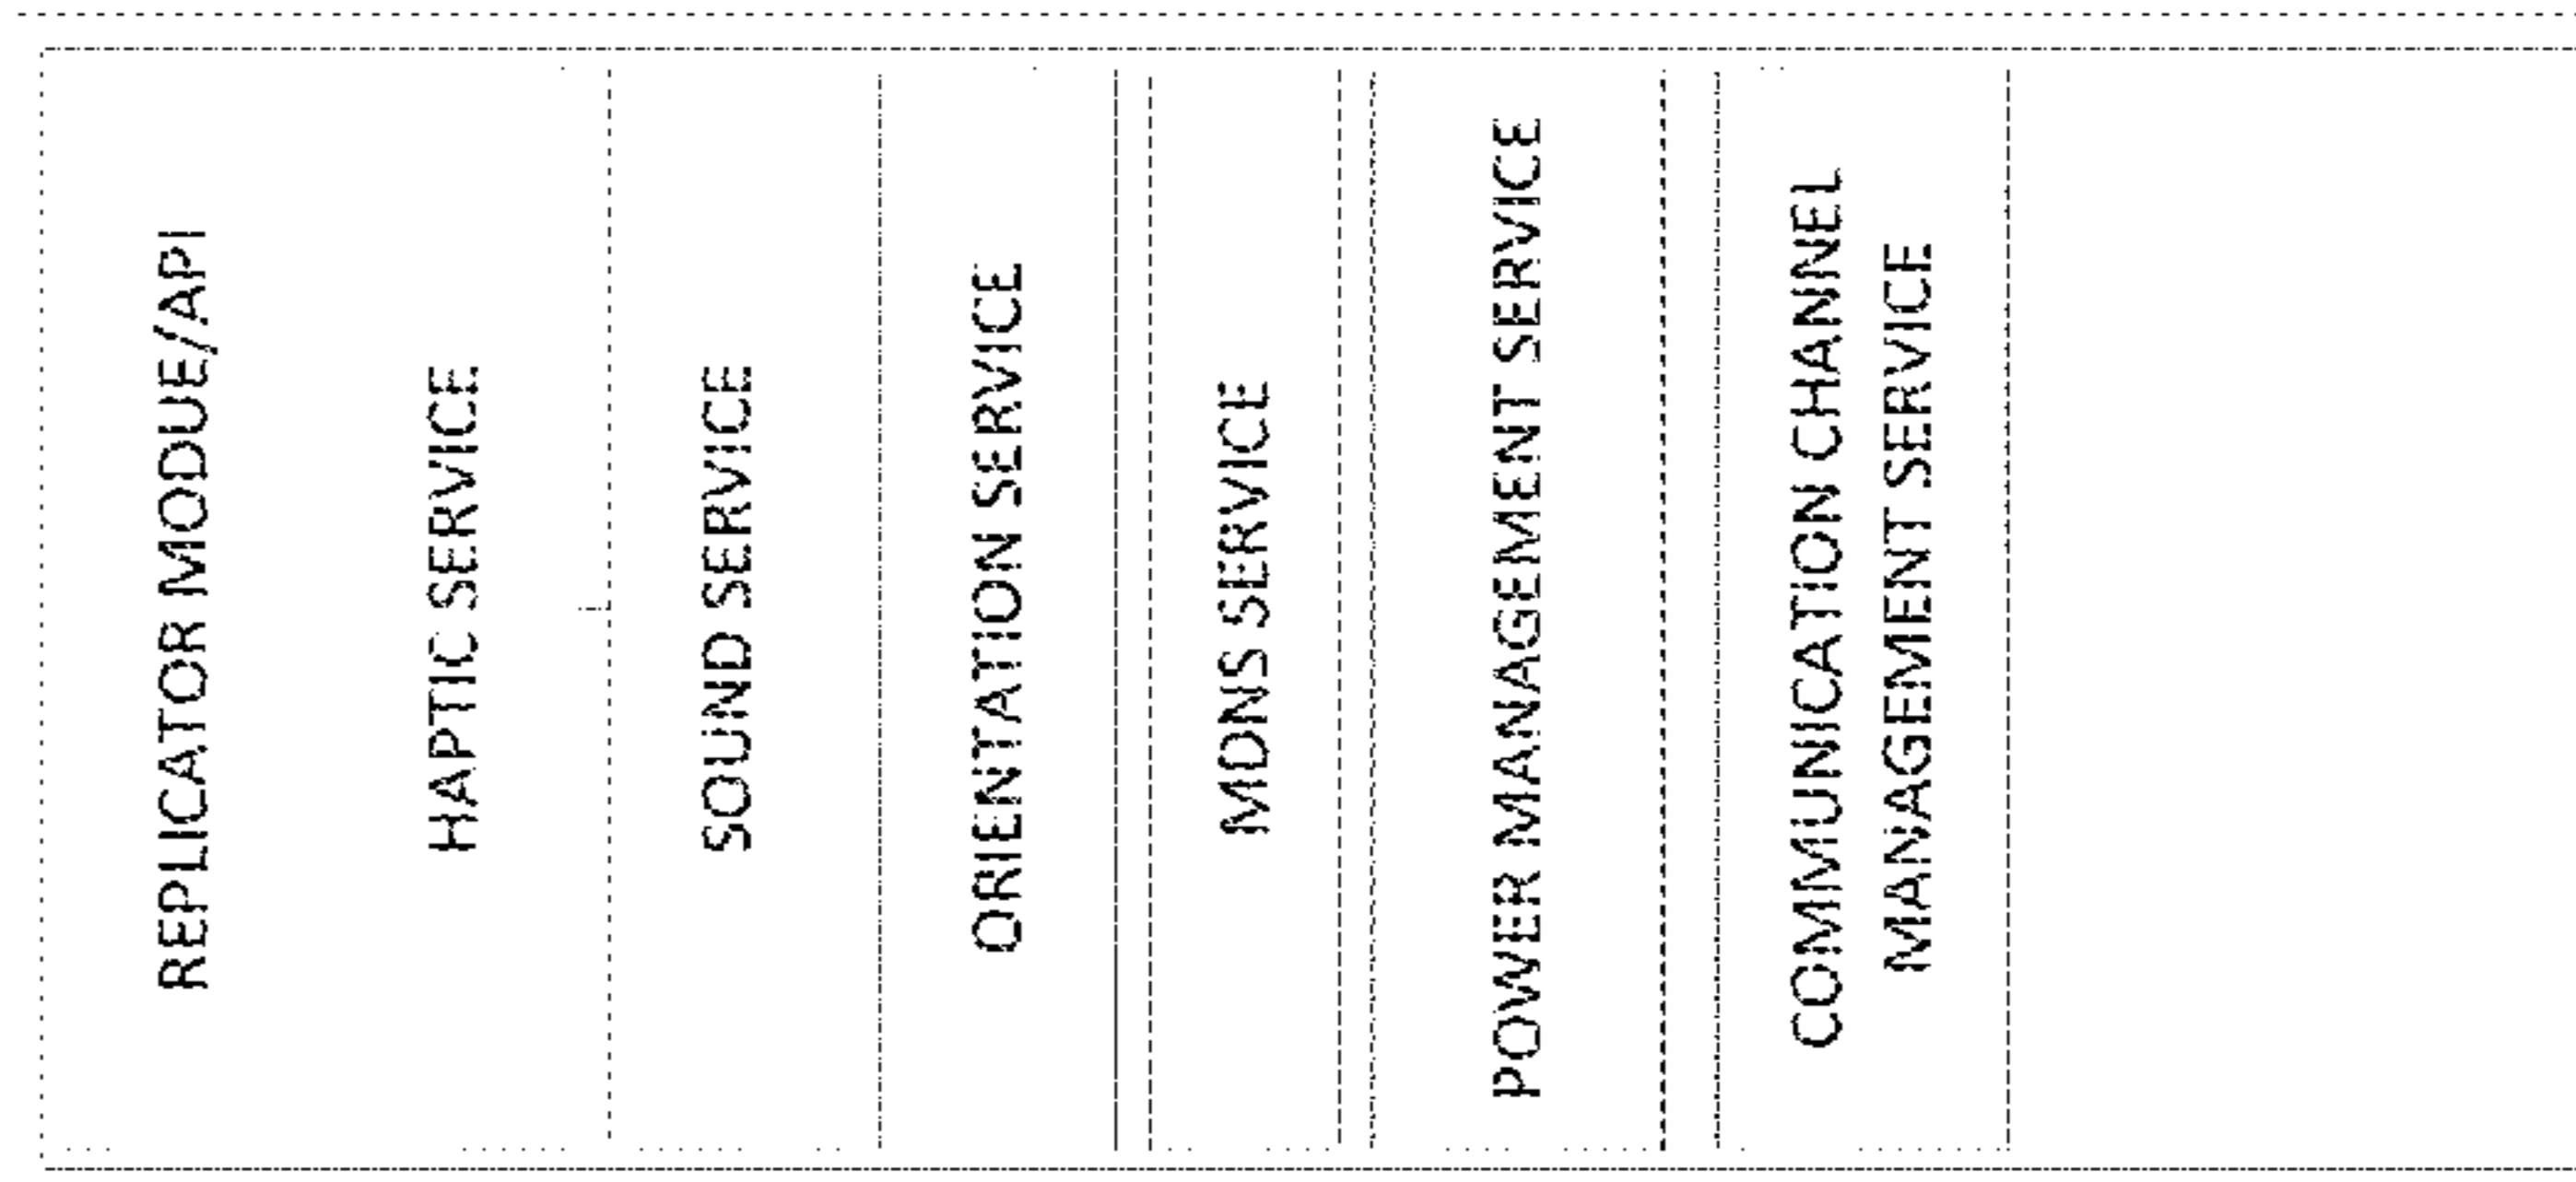 REPLICATOR MODUE/API
HAPTIC SERVICE
SOUND SERVICE
ORIENTATION SERVICE
MDNS SERVICE
POWER MANAGEMENT SERVICE
COMMUNICATION CHANNEL
MANAGEMENT SERVICE